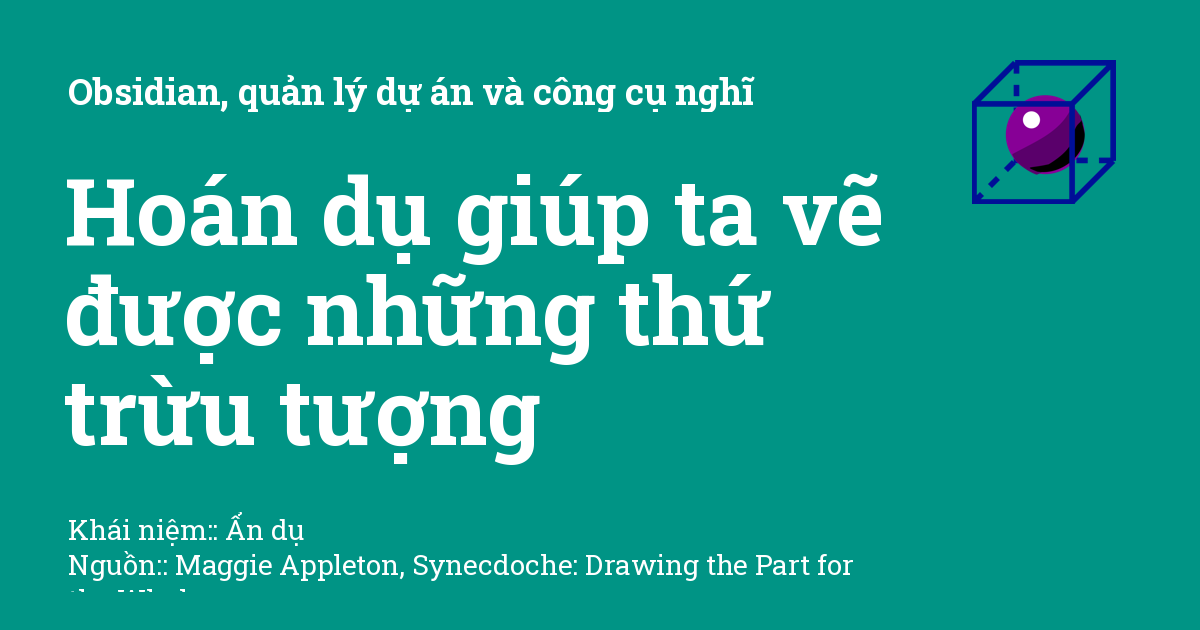 Obsidian, quản lý dự án và công cụ nghĩ
Hoán dụ giúp ta vẽ
được những thứ
trừu tượng
Khái niệm:: Ẩn dụ
Nguồn:: Maggie Appleton, Synecdoche: Drawing the Part for